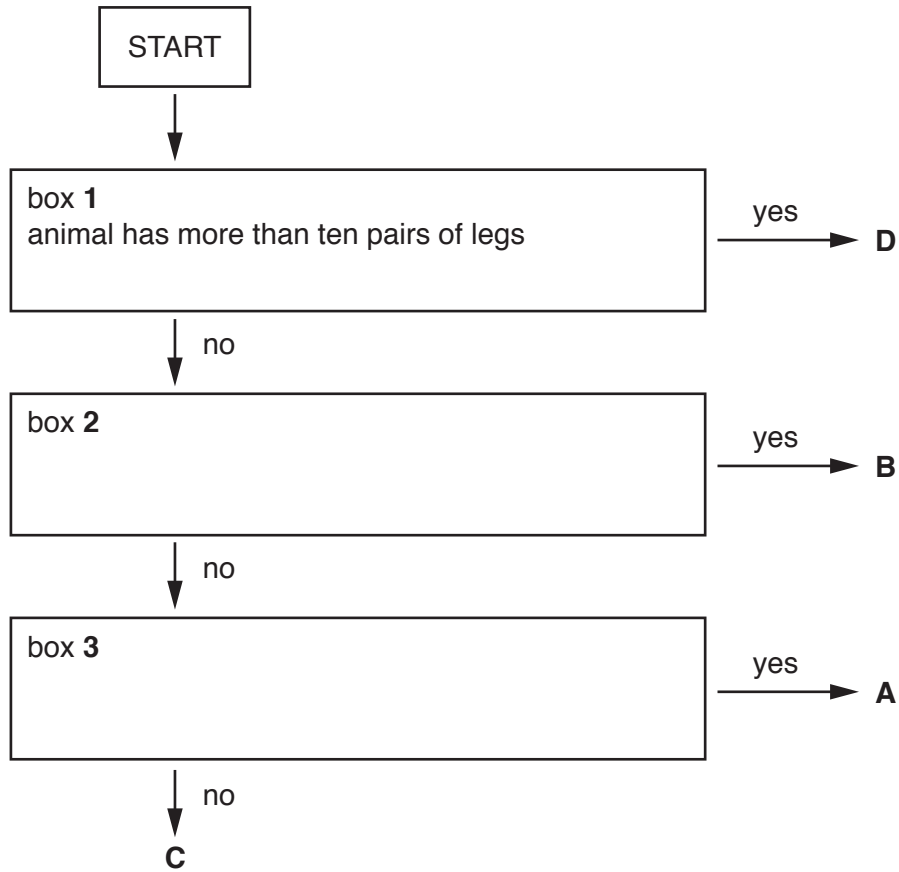 START
box 1
animal has more than ten pairs of legs
yes
D
no
box 2
yes
B
no
box 3
yes
A
no
C